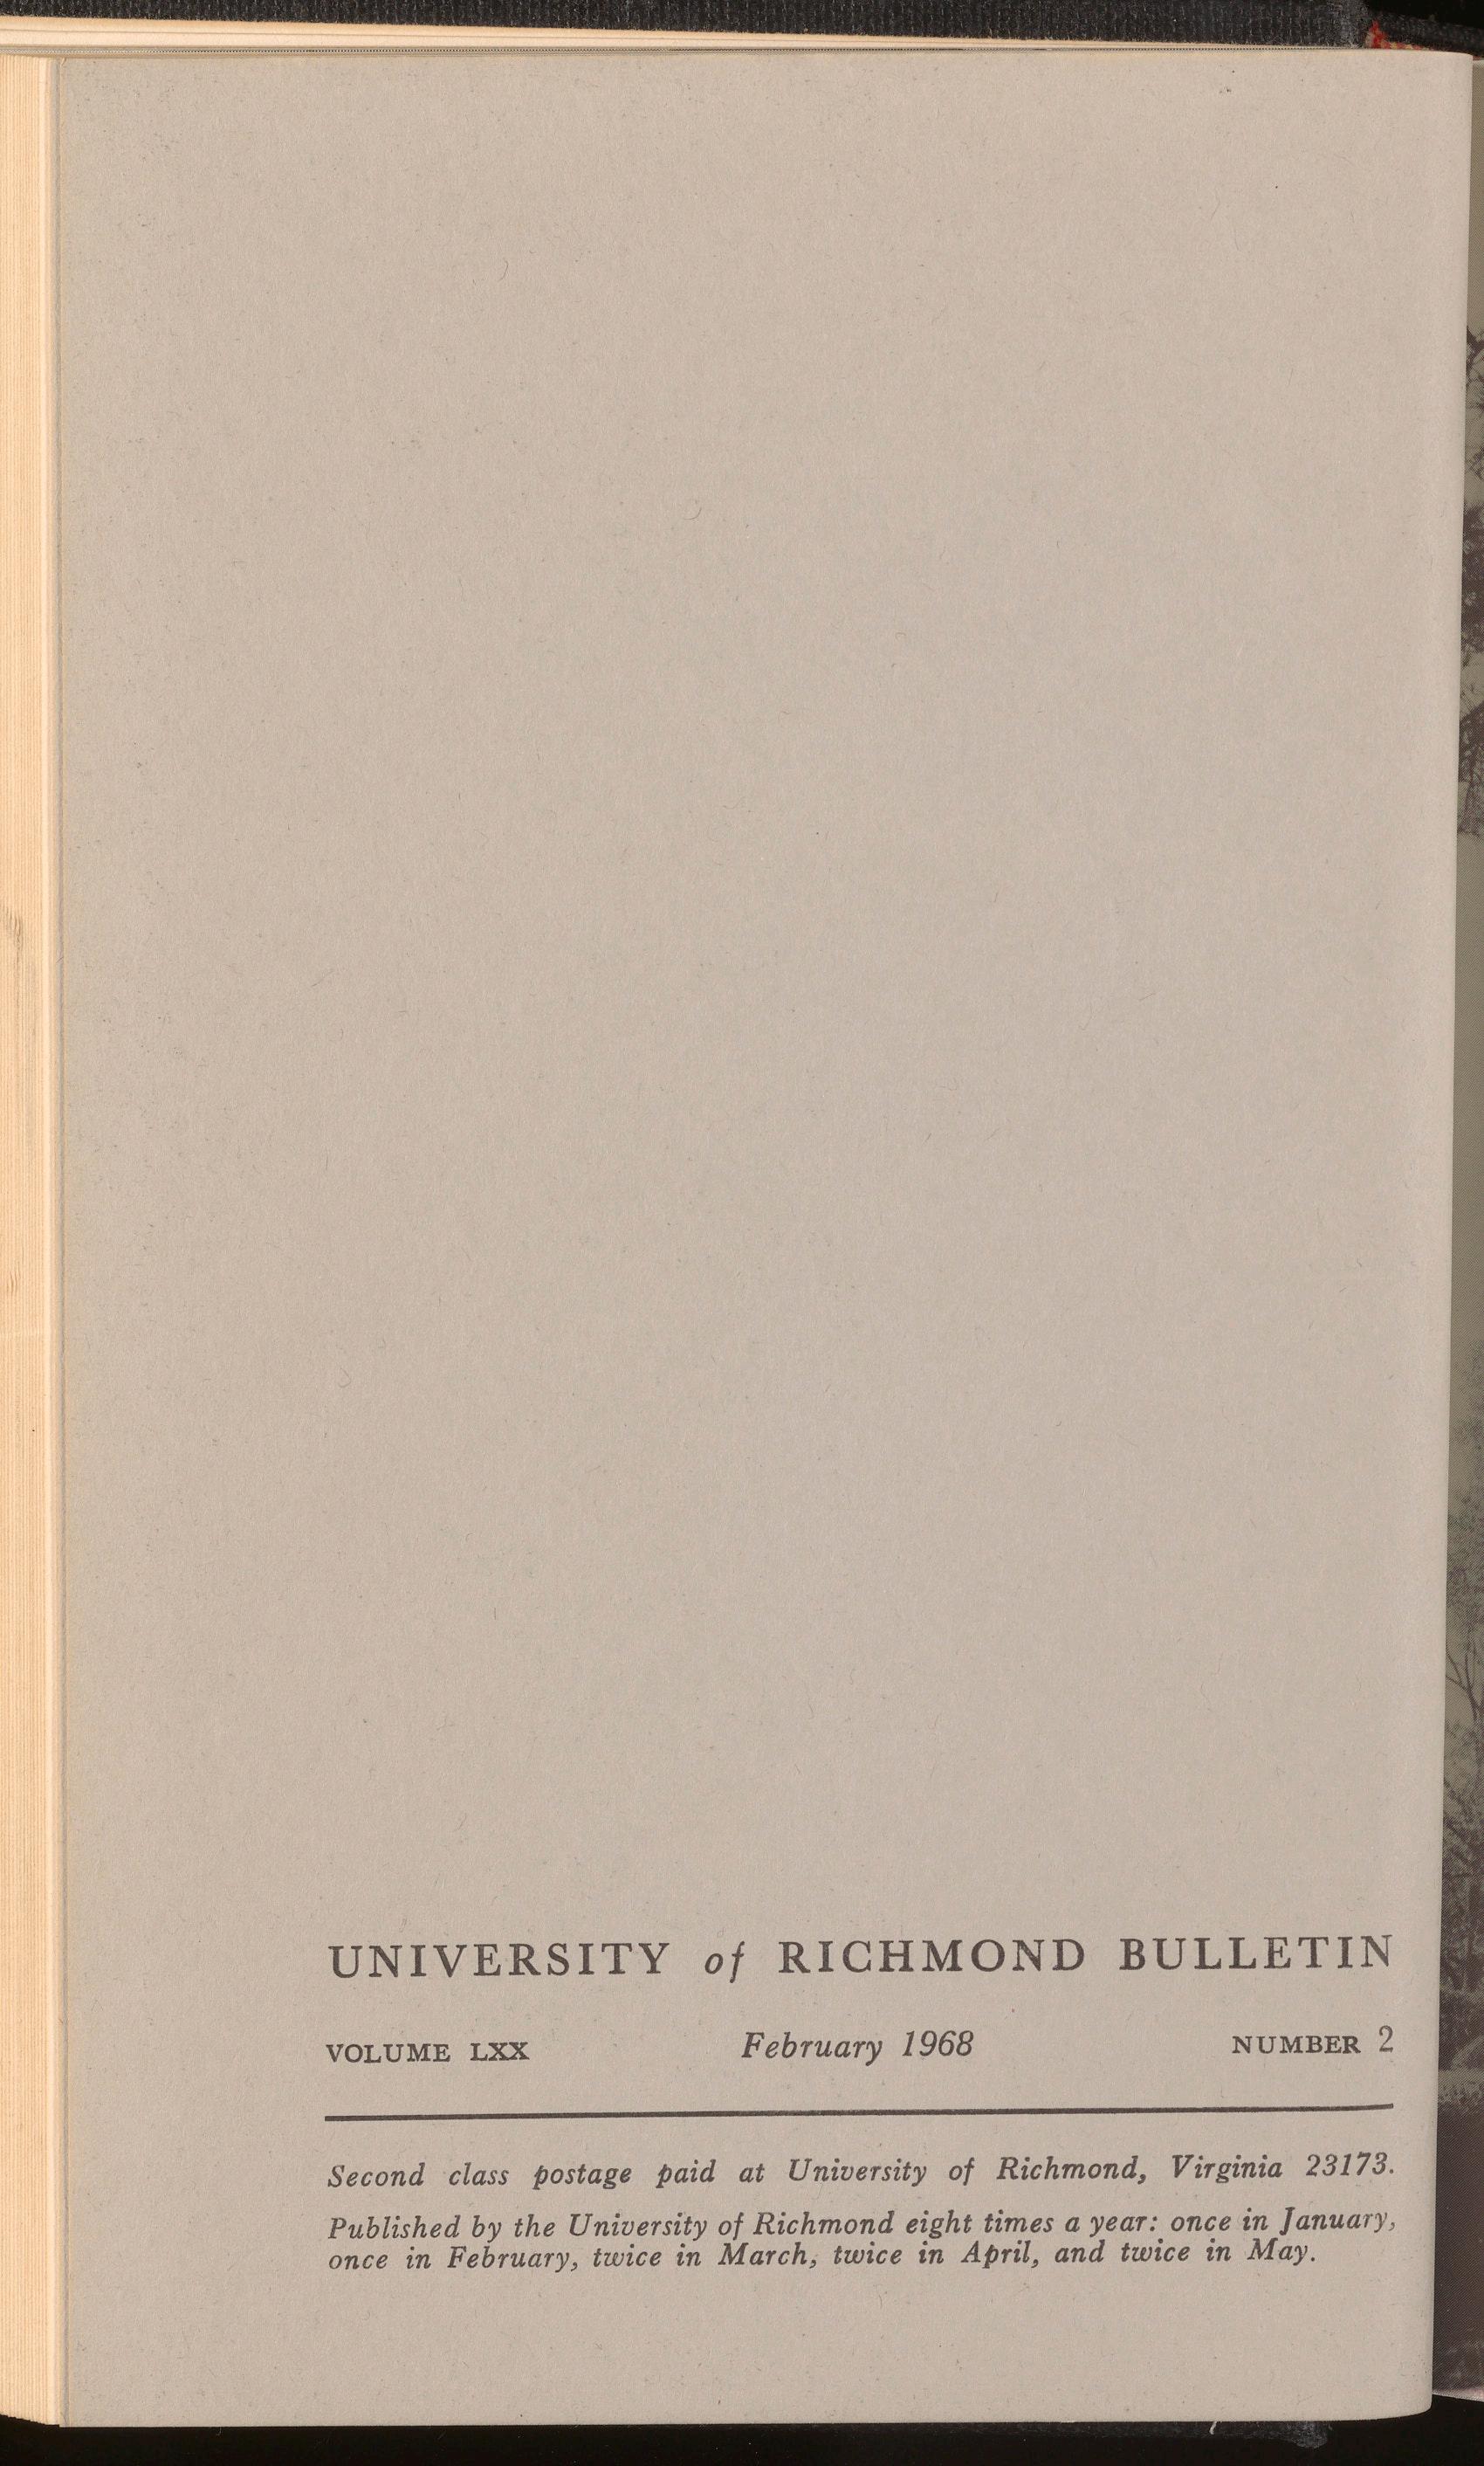 UNIVERSITY of RICHMOND BULLETIN
VOLUME LXX February 1968 NUMBER 2
Second class postage paid at University of Richmond, Virginia 23173.
Published by the University of Richmond eight times a year: once in January,
once in February, twice in March, twice in April, and twice in May.